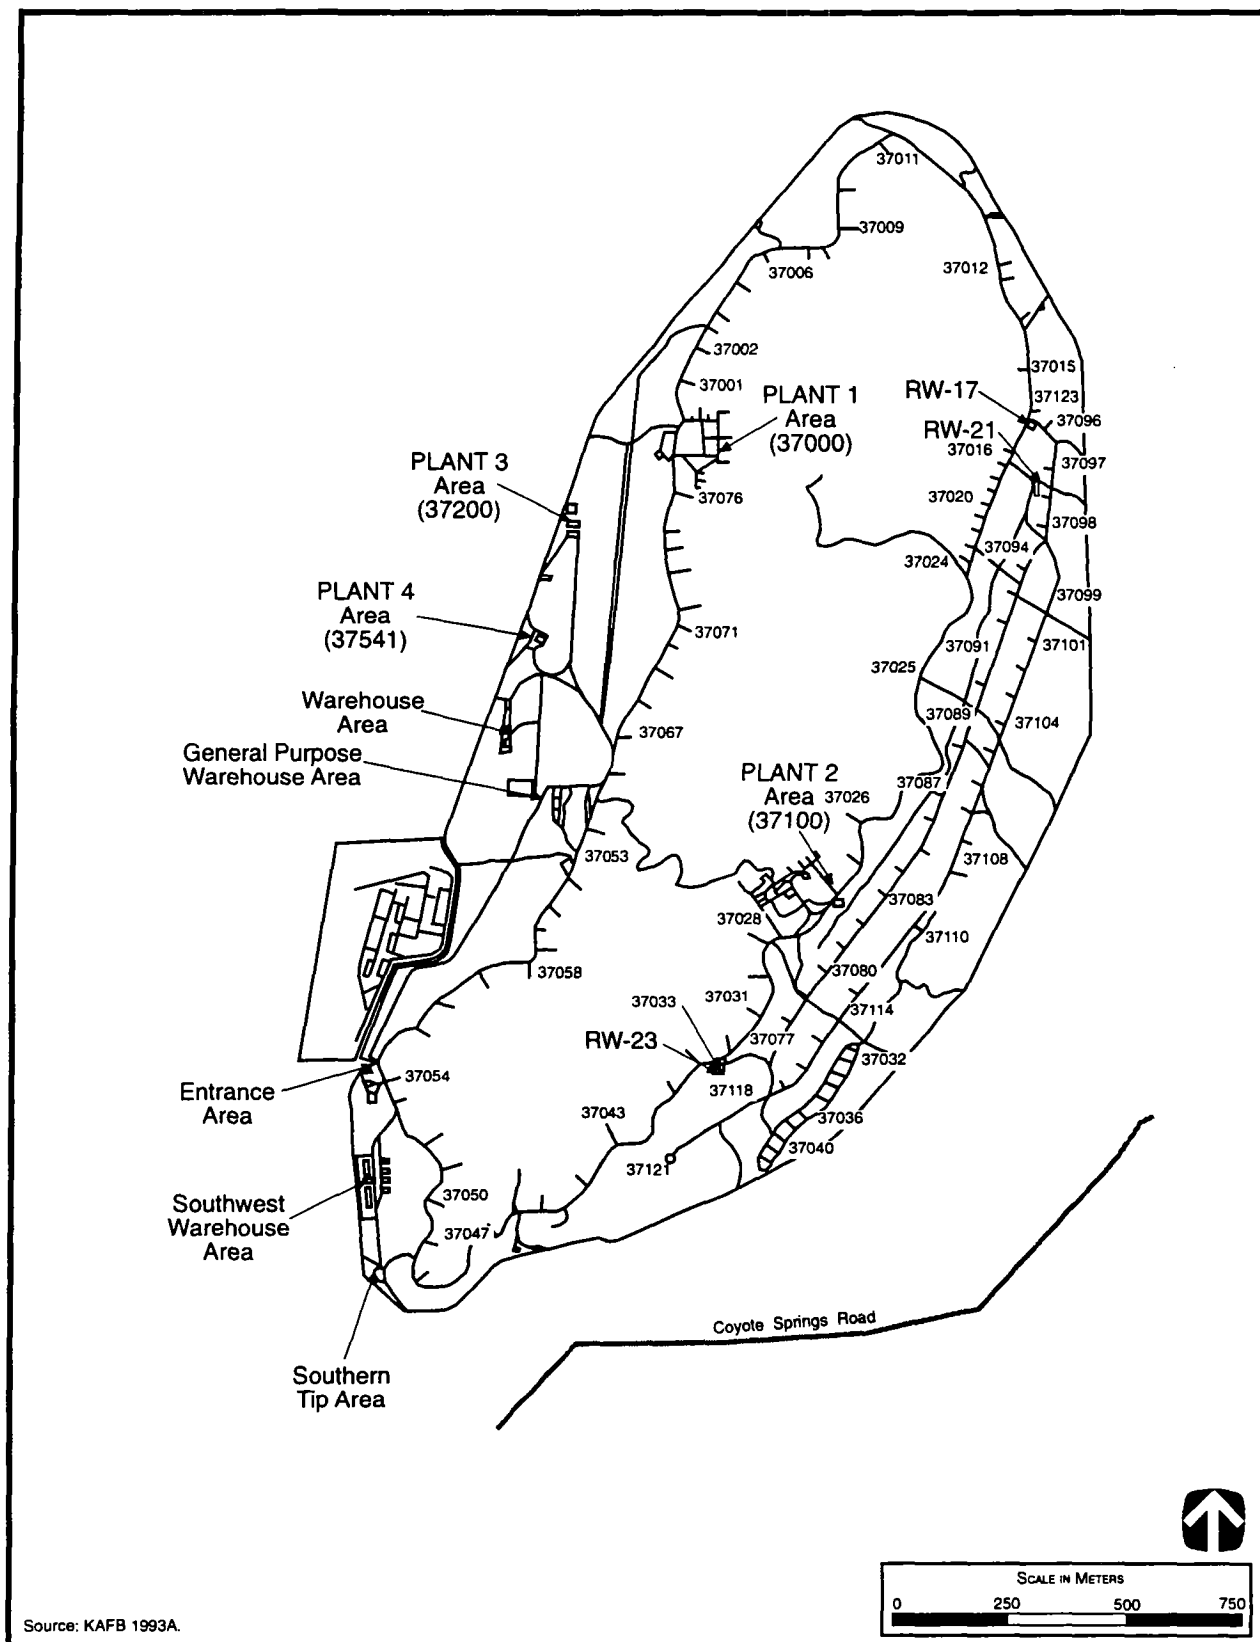 37011
37009
37006
37012
37002
37015
37001
37123
RW-17
PLANT 1
Area
(37000)
37096
RW-21
37016
37097
PLANT 3
Area
(37200)
37076
37020
37098
37094
37024
PLANT 4
Area
(37541)
37099
37071
37091
37101
37025
Warehouse
Area
37089
37104
37067
General Purpose
Warehouse Area
PLANT 2
Area
(37100)
37087
37026
37053
37108
37083
37028
37110
37058
37080
37033
37031
37114
RW-23
37077
37032
37054
37118
Entrance
Area
37043
37036
37040
37121
37050
Southwest
Warehouse
Area
37047
Coyote Springs Road
Southern
Tip Area
SCALE IN METERS
0 250 500 750
Source: KAFB 1993A.